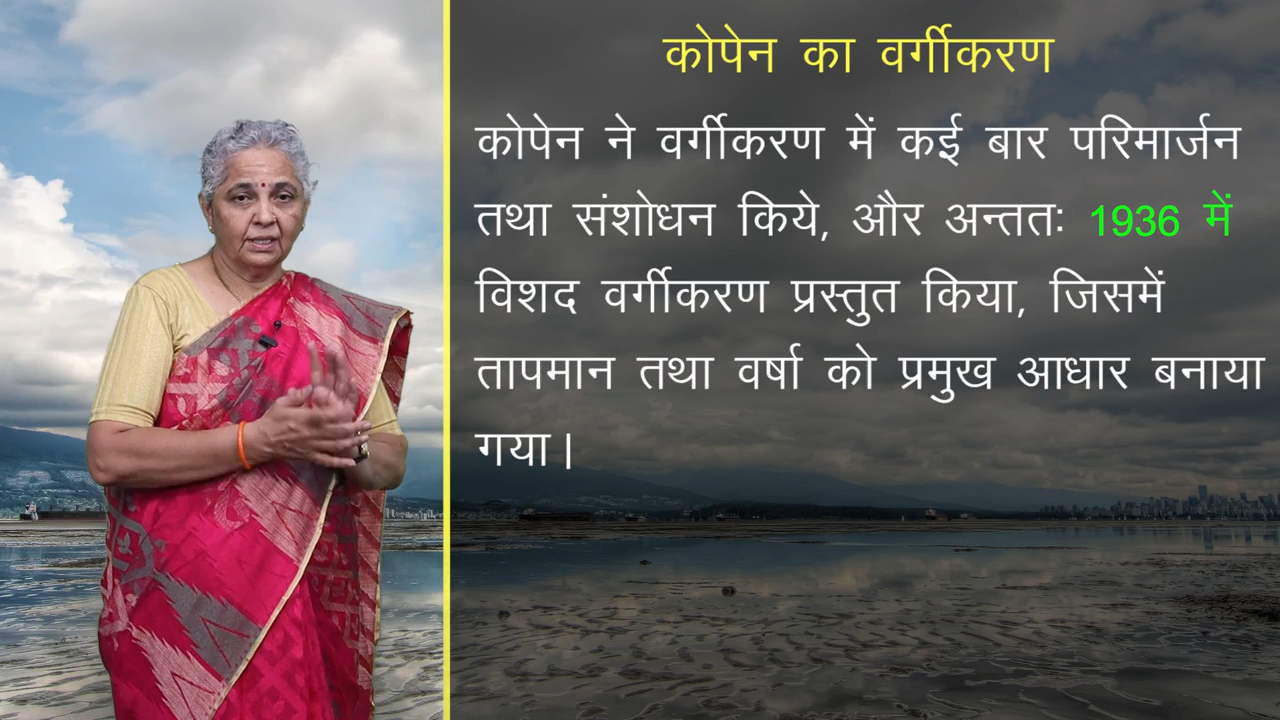 कोपेन का वर्गीकरण
कोपेन ने वर्गीकरण में कई बार परिमार्जन
तथा संशोधन किये, और अन्ततः 1936 में
विशद वर्गीकरण प्रस्तुत किया, जिसमें
तापमान तथा वर्षा को प्रमुख आधार बनाया
गया।